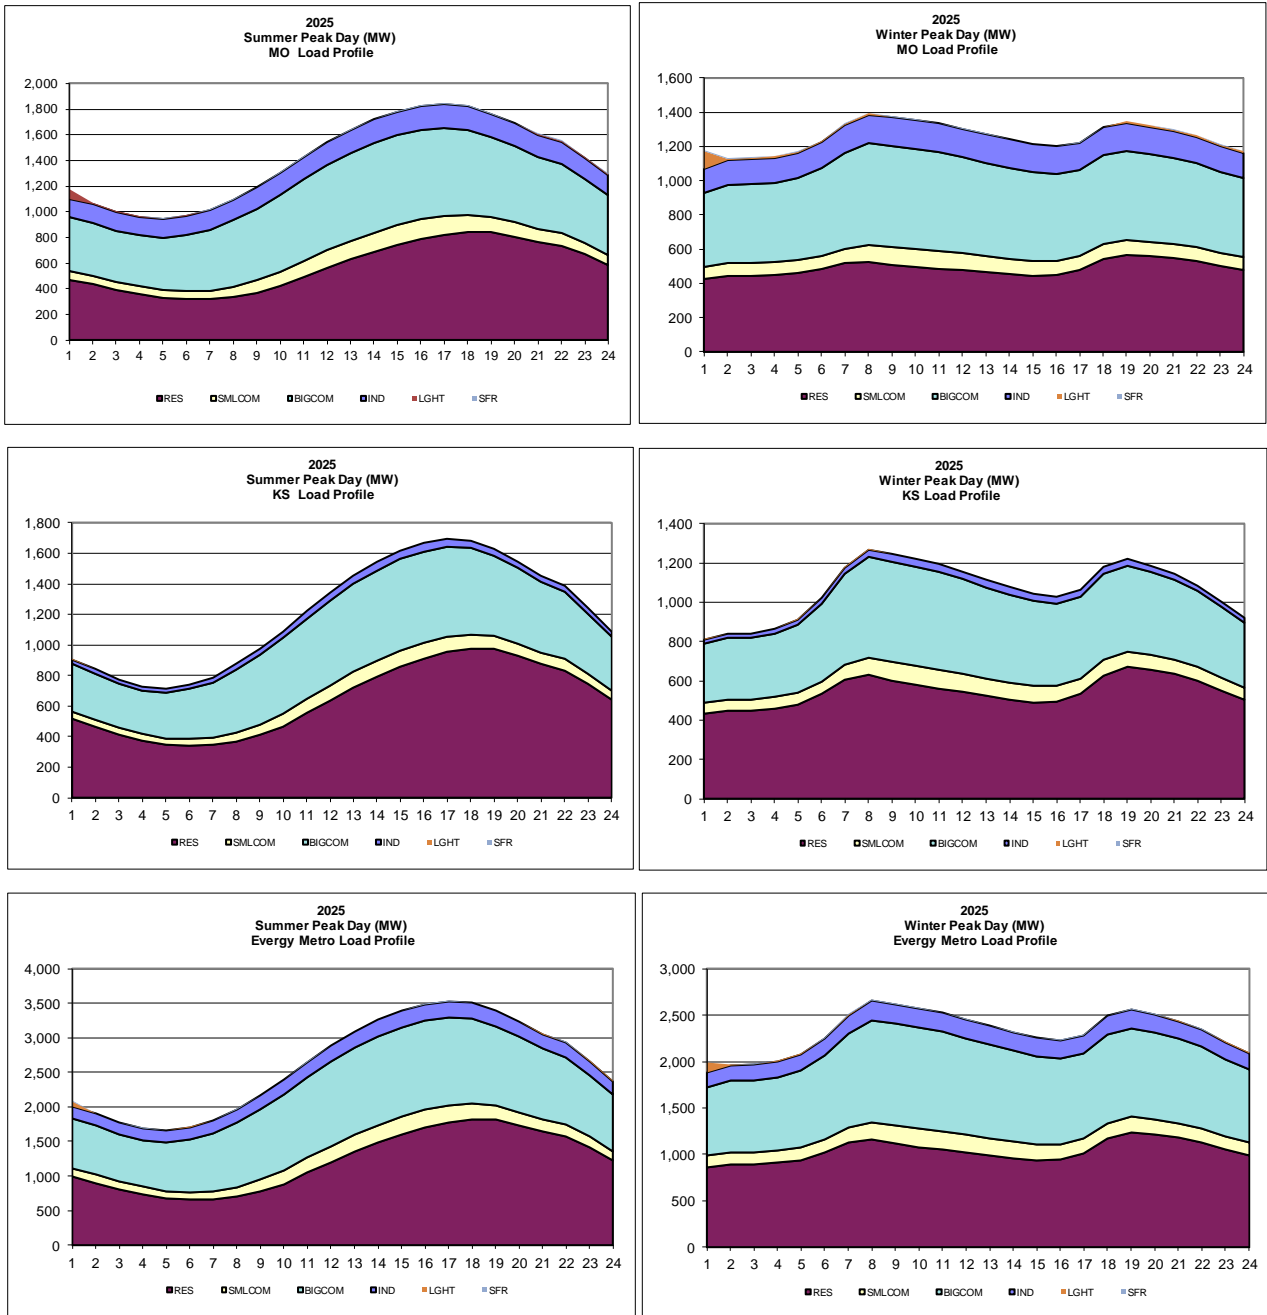 2025
Summer Peak Day (MW)
MO Load Profile
2,000
1,800
1,600
1,400
1,200
1,000
800
600
400
200
0
1 2 3 4 5 6 7 8 9 10 11 12 13 14 15 16 17 18 19 20 21 22 23 24
RES SMLCOM BIGCOM IND LGHT SFR
2025
Winter Peak Day (MW)
MO Load Profile
1,600
1,400
1,200
1,000
800
600
400
200
0
1 2 3 4 5 6 7 8 9 10 11 12 13 14 15 16 17 18 19 20 21 22 23 24
RES SMLCOM BIGCOM IND LGHT SFR
2025
Summer Peak Day (MW)
KS Load Profile
1,800
1,600
1,400
1,200
1,000
800
600
400
200
0
1 2 3 4 5 6 7 8 9 10 11 12 13 14 15 16 17 18 19 20 21 22 23 24
RES SMLCOM BIGCOM IND LGHT SFR
2025
Winter Peak Day (MW)
KS Load Profile
1,400
1,200
1,000
800
600
400
200
0
1 2 3 4 5 6 7 8 9 10 11 12 13 14 15 16 17 18 19 20 21 22 23 24
RES SMLCOM BIGCOM IND LGHT SFR
2025
Summer Peak Day (MW)
Evergy Metro Load Profile
4,000
3,500
3,000
2,500
2,000
1,500
1,000
500
0
1 2 3 4 5 6 7 8 9 10 11 12 13 14 15 16 17 18 19 20 21 22 23 24
RES SMLCOM BIGCOM IND LGHT SFR
2025
Winter Peak Day (MW)
Evergy Metro Load Profile
3,000
2,500
2,000
1,500
1,000
500
0
1 2 3 4 5 6 7 8 9 10 11 12 13 14 15 16 17 18 19 20 21 22 23 24
RES SMLCOM BIGCOM IND LGHT SFR